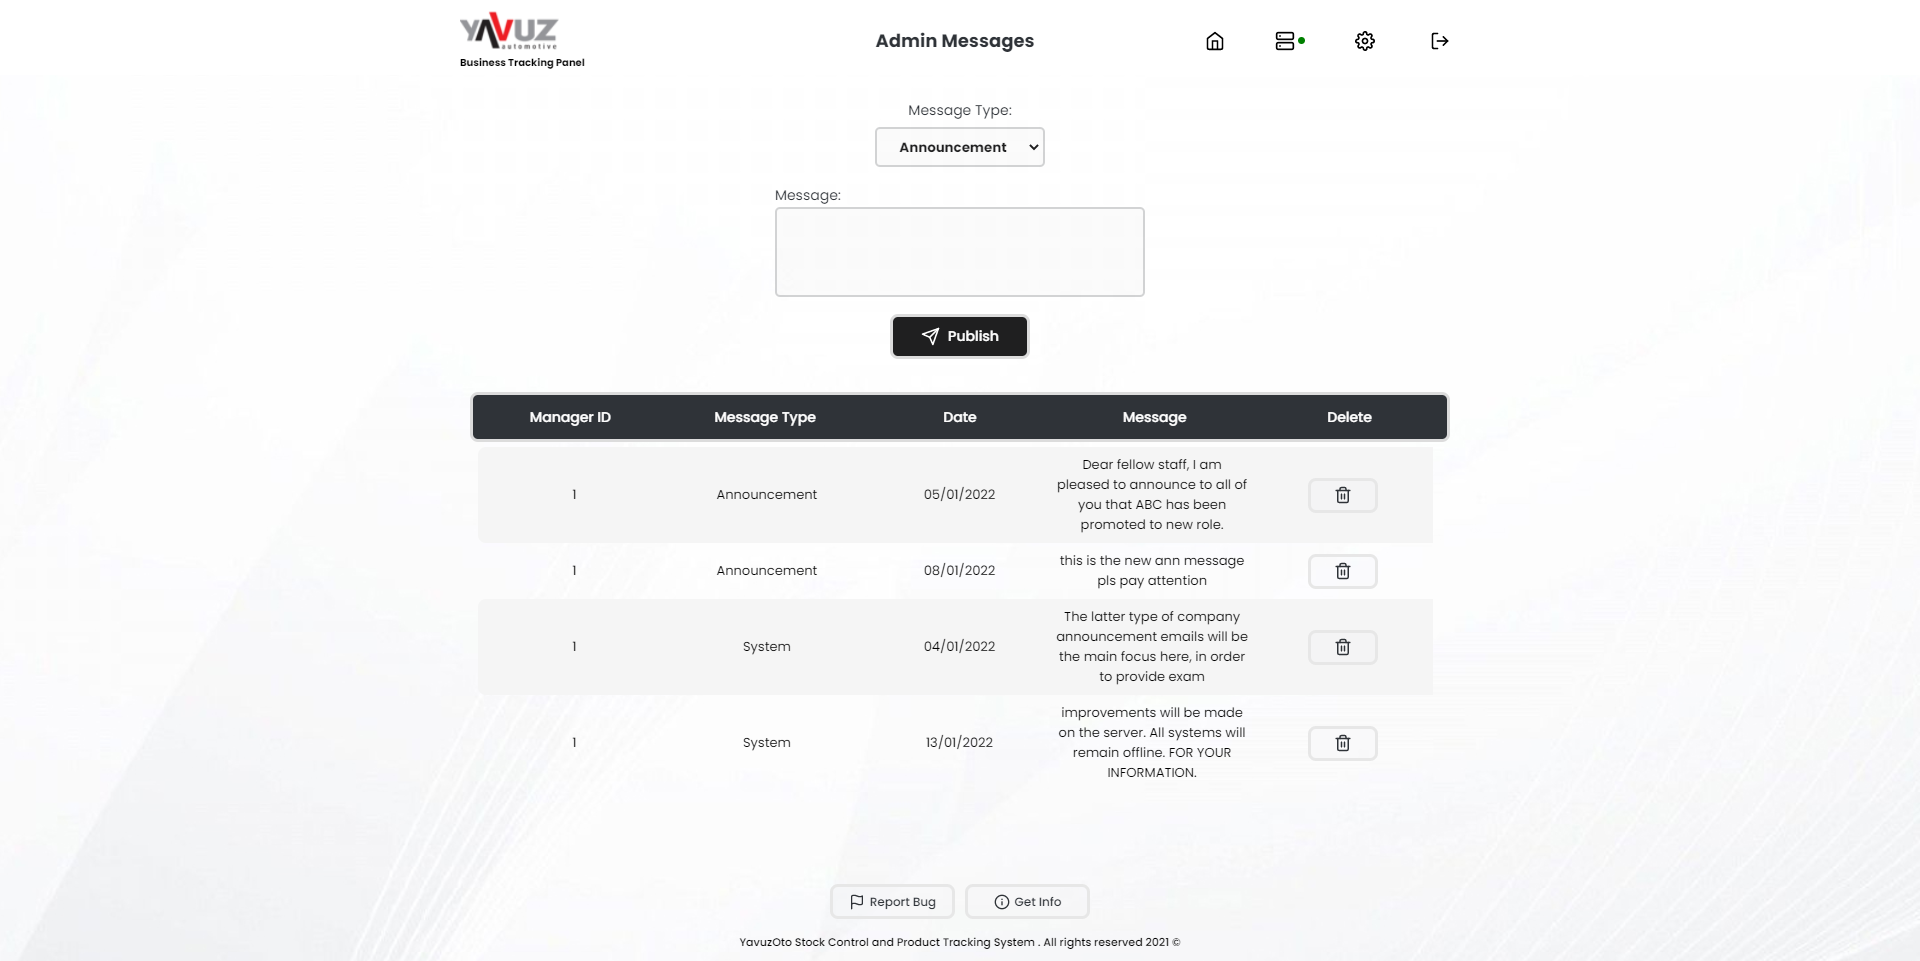 YAVUZ
automotive
Business Tracking Panel
Admin Messages
Message Type:
Announcement
Message:
Publish
Manager ID Message Type Date Message Delete
1 Announcement 05/01/2022 Dear fellow staff, I am
pleased to announce to all of
you that ABC has been
promoted to new role.
1 Announcement 08/01/2022 this is the new ann message
pls pay attention
1 System 04/01/2022 The latter type of company
announcement emails will be
the main focus here, in order
to provide exam
1 System 13/01/2022 improvements will be made
on the server. All systems will
remain offline. FOR YOUR
INFORMATION.
Report Bug Get Info
YavuzOto Stock Control and Product Tracking System . All rights reserved 2021 ©